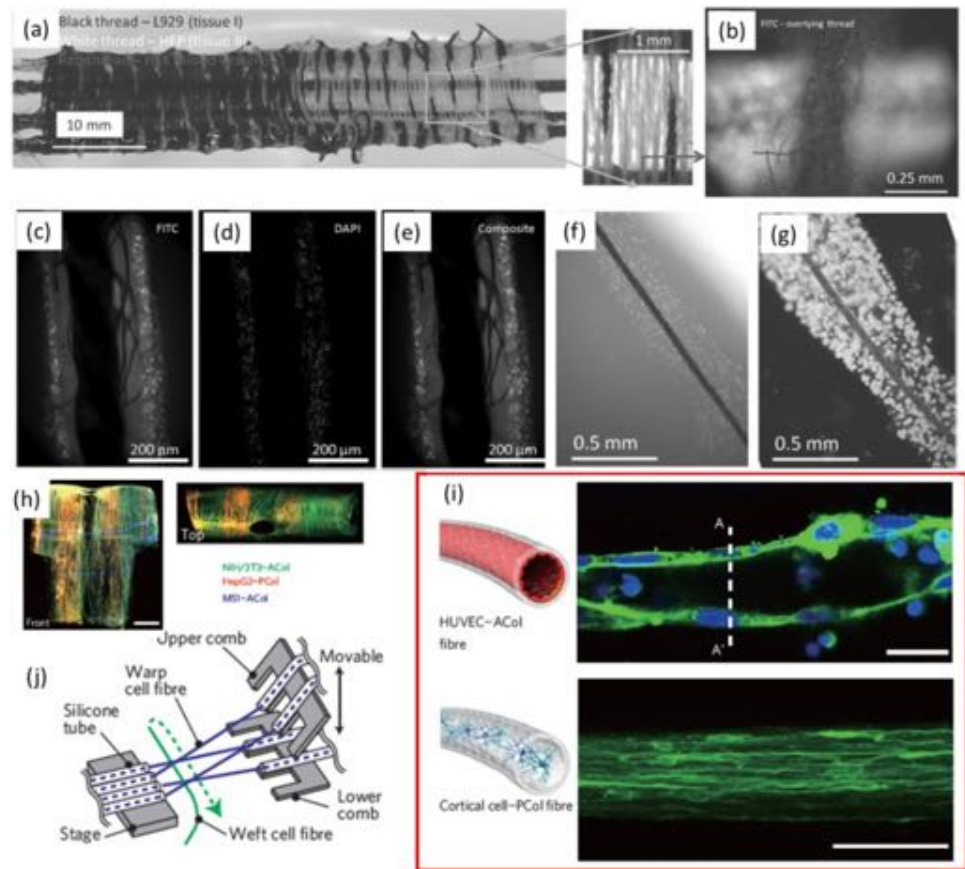 (a)
Black thread – L929 (tissue I)
White thread – HEP (tissue II)
10 mm
1 mm
(b)
FITC - overlying thread
0.25 mm
(c)
FITC
200 µm
(d)
DAPI
200 µm
(e)
Composite
200 µm
(f)
0.5 mm
(g)
0.5 mm
(h)
Front
Top
NIH/3T3-ACol
HepG2-PCol
MS1-ACol
(i)
HUVEC-ACol
fibre
A
A'
Cortical cell-PCol fibre
(j)
Upper comb
Movable
Warp
cell fibre
Silicone
tube
Stage
Weft cell fibre
Lower
comb